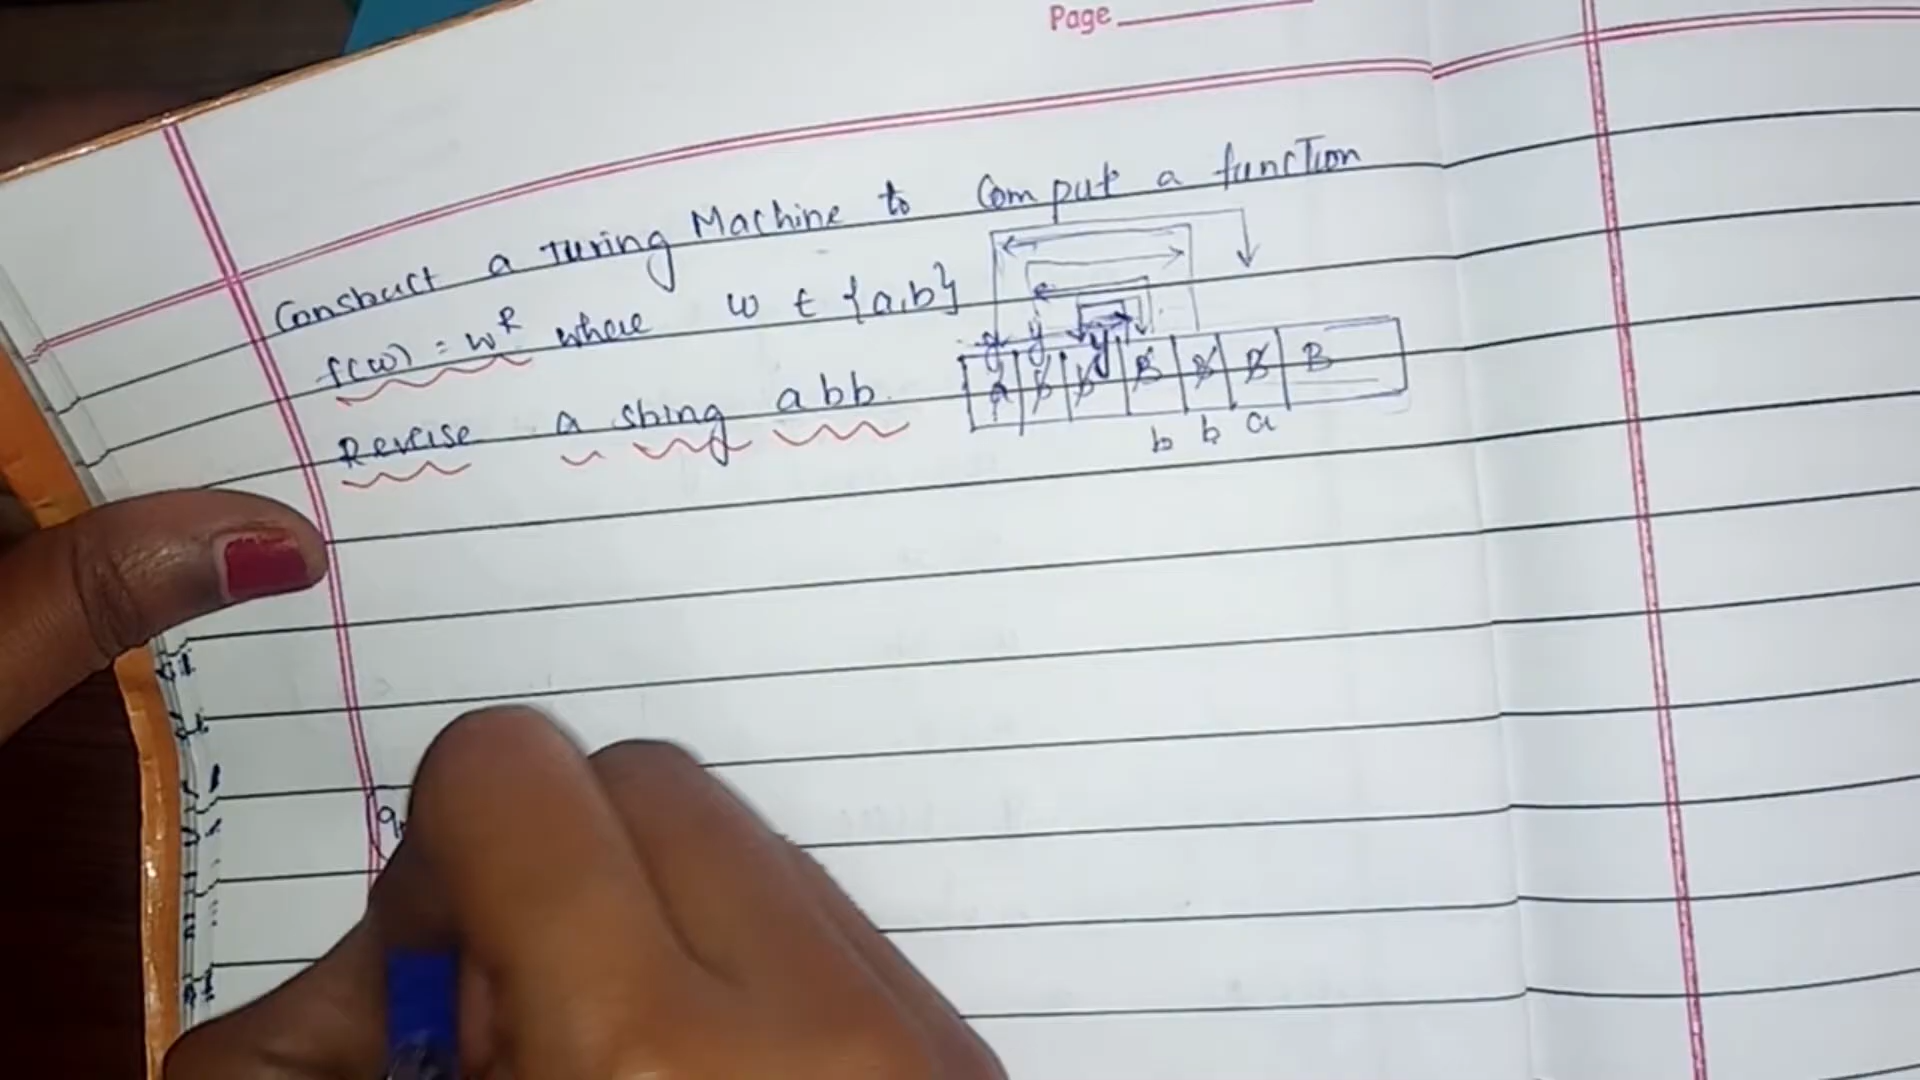 Page
Construct a Turing Machine to Comput a function
f(w) = w^R where w ∈ {a,b}
Reverse a string abb
x y y
a b b B B B B
b b a
q